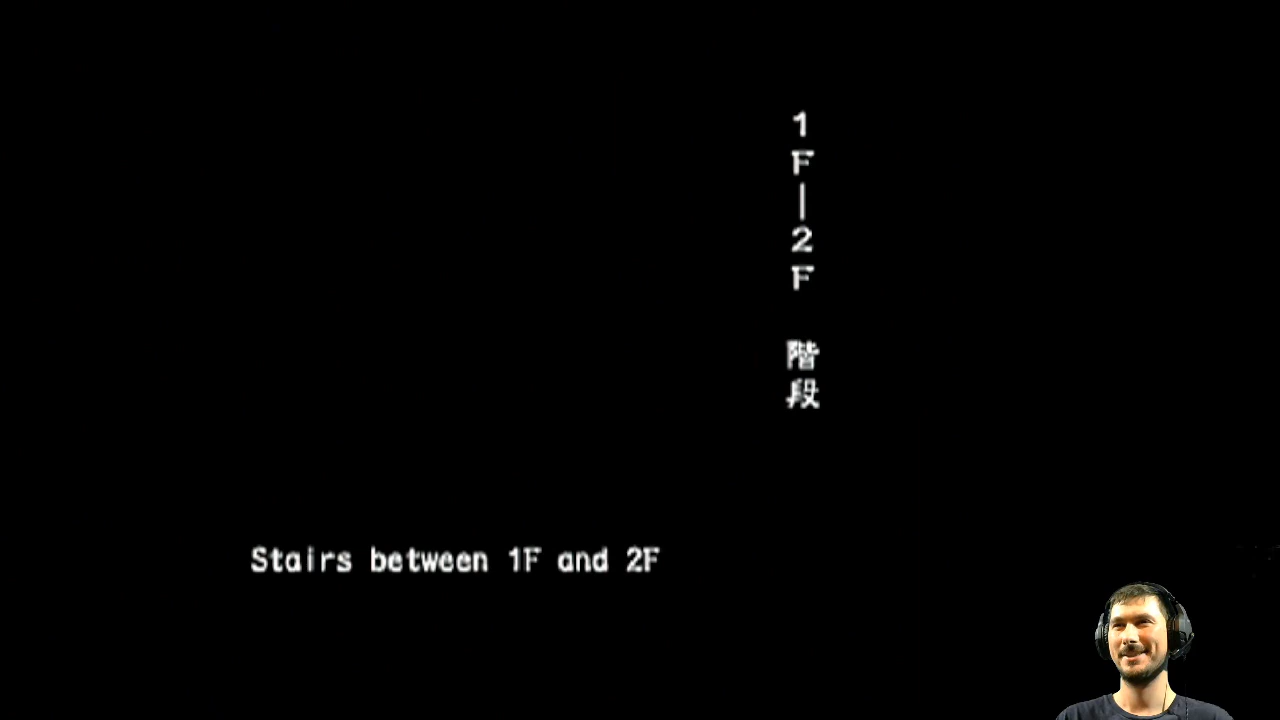 1F|2F 階段
Stairs between 1F and 2F